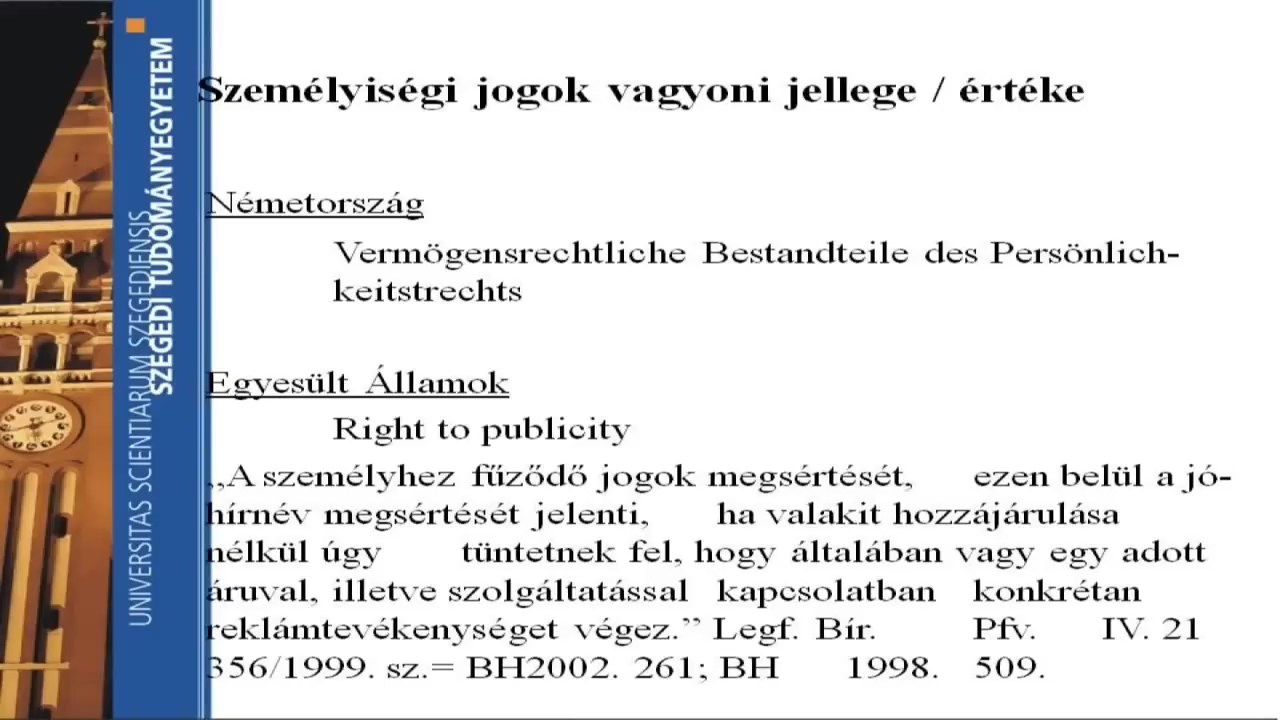 UNIVERSITAS SCIENTIARUM SZEGEDIENSIS
SZEGEDI TUDOMÁNYEGYETEM
Személyiségi jogok vagyoni jellege / értéke
Németország
Vermögensrechtliche Bestandteile des Persönlich-
keitstrechts
Egyesült Államok
Right to publicity
,,A személyhez fűződő jogok megsértését, ezen belül a jó-
hírnév megsértését jelenti, ha valakit hozzájárulása
nélkül úgy tüntetnek fel, hogy általában vagy egy adott
áruval, illetve szolgáltatással kapcsolatban konkrétan
reklámtevékenységet végez.” Legf. Bír. Pfv. IV. 21
356/1999. sz.= BH2002. 261; BH 1998. 509.